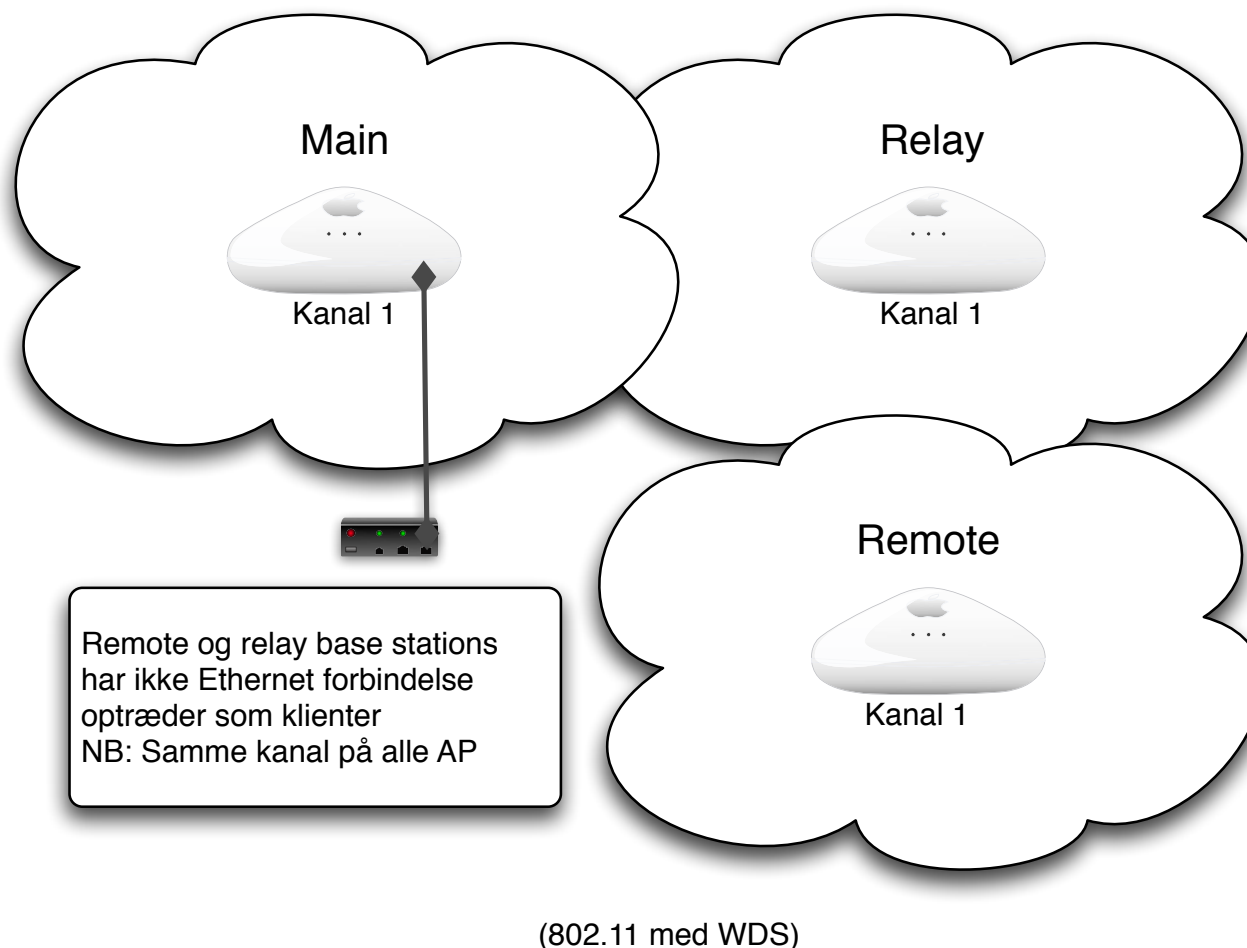 Main
Kanal 1
Relay
Kanal 1
Remote
Kanal 1
Remote og relay base stations
har ikke Ethernet forbindelse
optræder som klienter
NB: Samme kanal på alle AP
(802.11 med WDS)